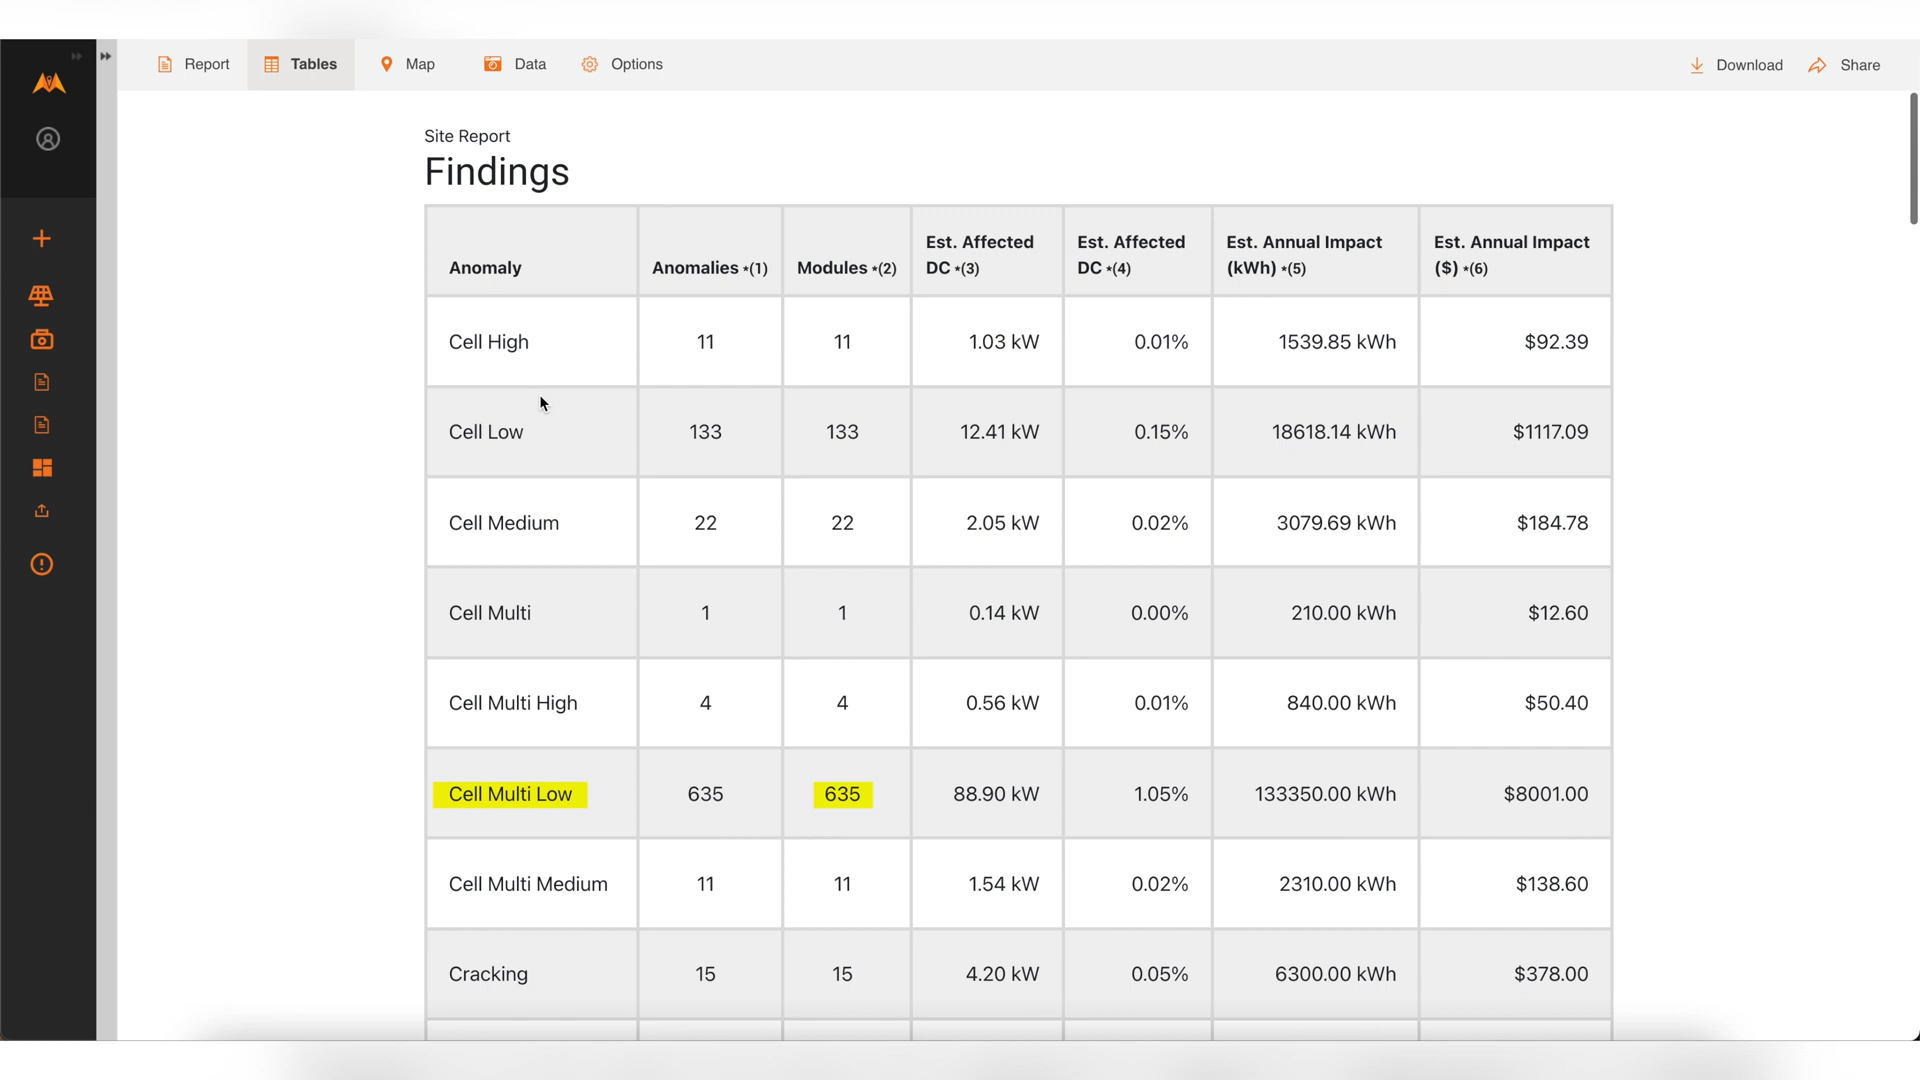 Report Tables Map Data Options Download Share
Site Report
Findings
Anomaly Anomalies *(1) Modules *(2) Est. Affected DC *(3) Est. Affected DC *(4) Est. Annual Impact (kWh) *(5) Est. Annual Impact ($) *(6)
Cell High 11 11 1.03 kW 0.01% 1539.85 kWh $92.39
Cell Low 133 133 12.41 kW 0.15% 18618.14 kWh $1117.09
Cell Medium 22 22 2.05 kW 0.02% 3079.69 kWh $184.78
Cell Multi 1 1 0.14 kW 0.00% 210.00 kWh $12.60
Cell Multi High 4 4 0.56 kW 0.01% 840.00 kWh $50.40
Cell Multi Low 635 635 88.90 kW 1.05% 133350.00 kWh $8001.00
Cell Multi Medium 11 11 1.54 kW 0.02% 2310.00 kWh $138.60
Cracking 15 15 4.20 kW 0.05% 6300.00 kWh $378.00